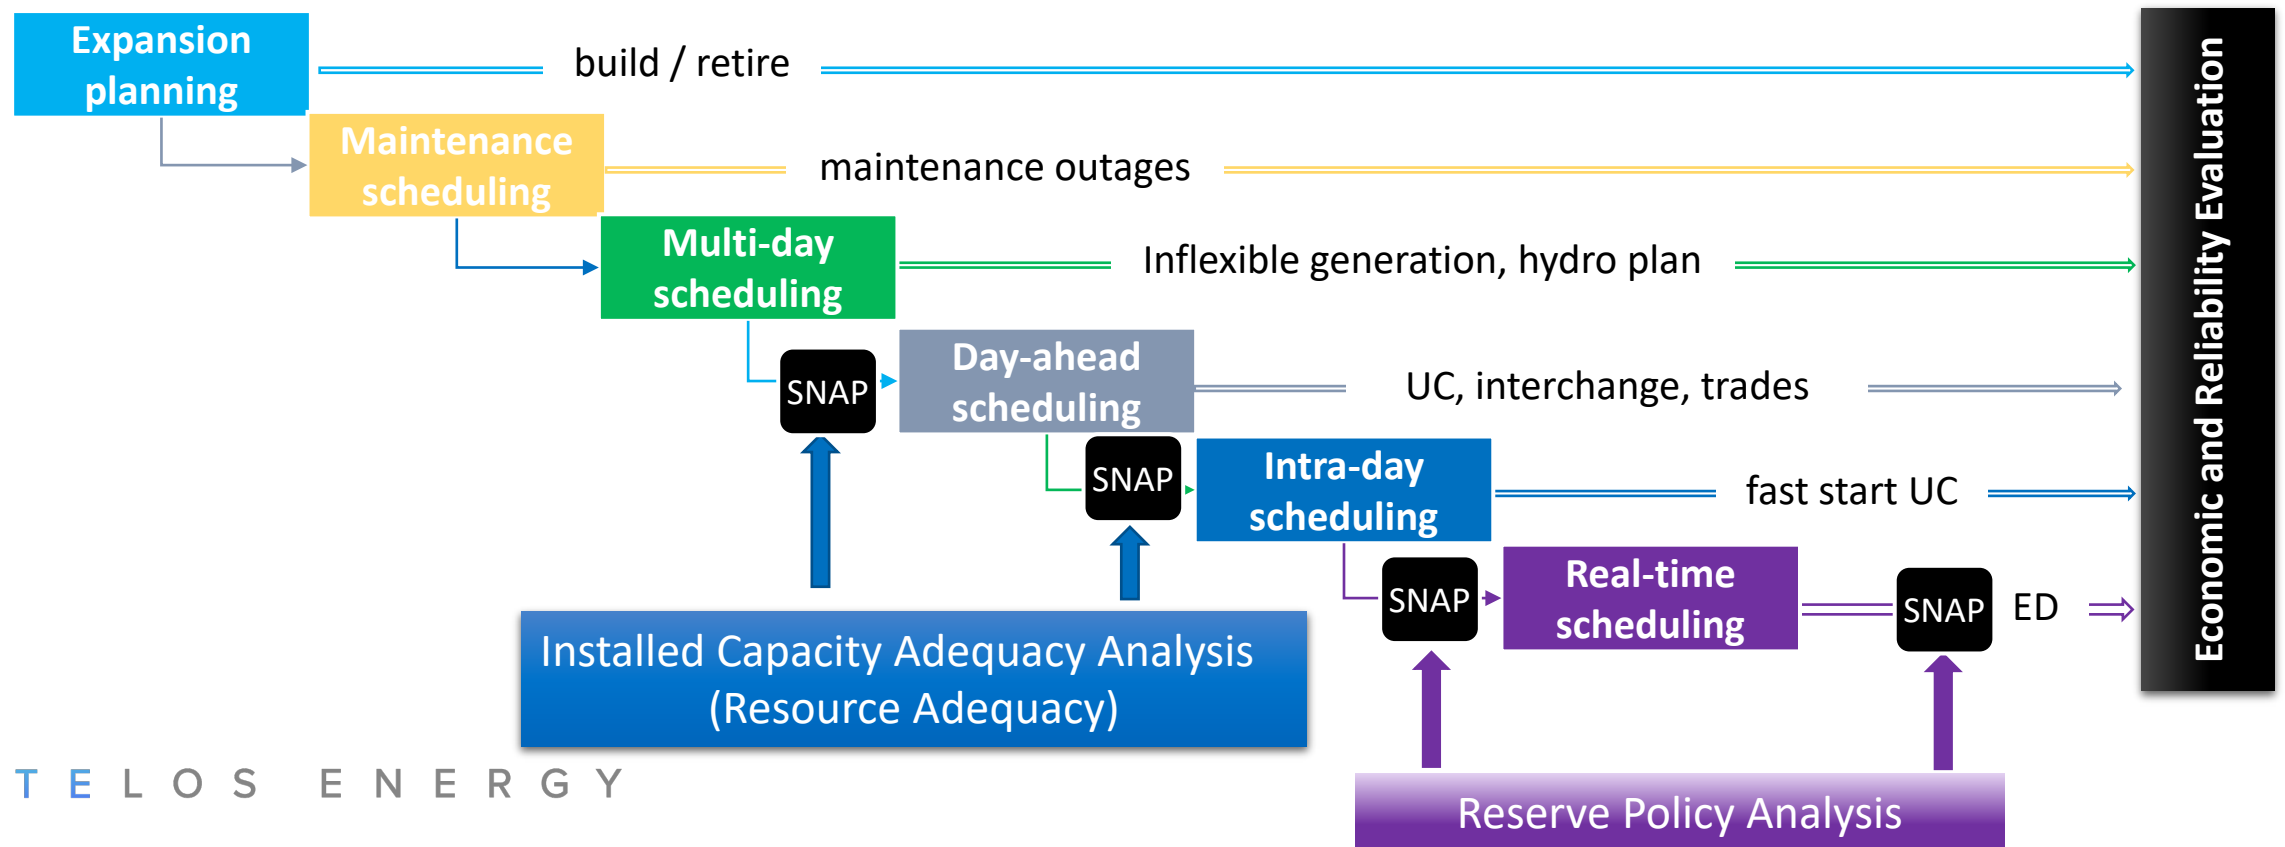 Expansion
planning
build / retire
Maintenance
scheduling
maintenance outages
Multi-day
scheduling
Inflexible generation, hydro plan
SNAP
Day-ahead
scheduling
UC, interchange, trades
SNAP
Intra-day
scheduling
fast start UC
SNAP
Real-time
scheduling
SNAP
ED
Economic and Reliability Evaluation
Installed Capacity Adequacy Analysis
(Resource Adequacy)
Reserve Policy Analysis
TELOS ENERGY